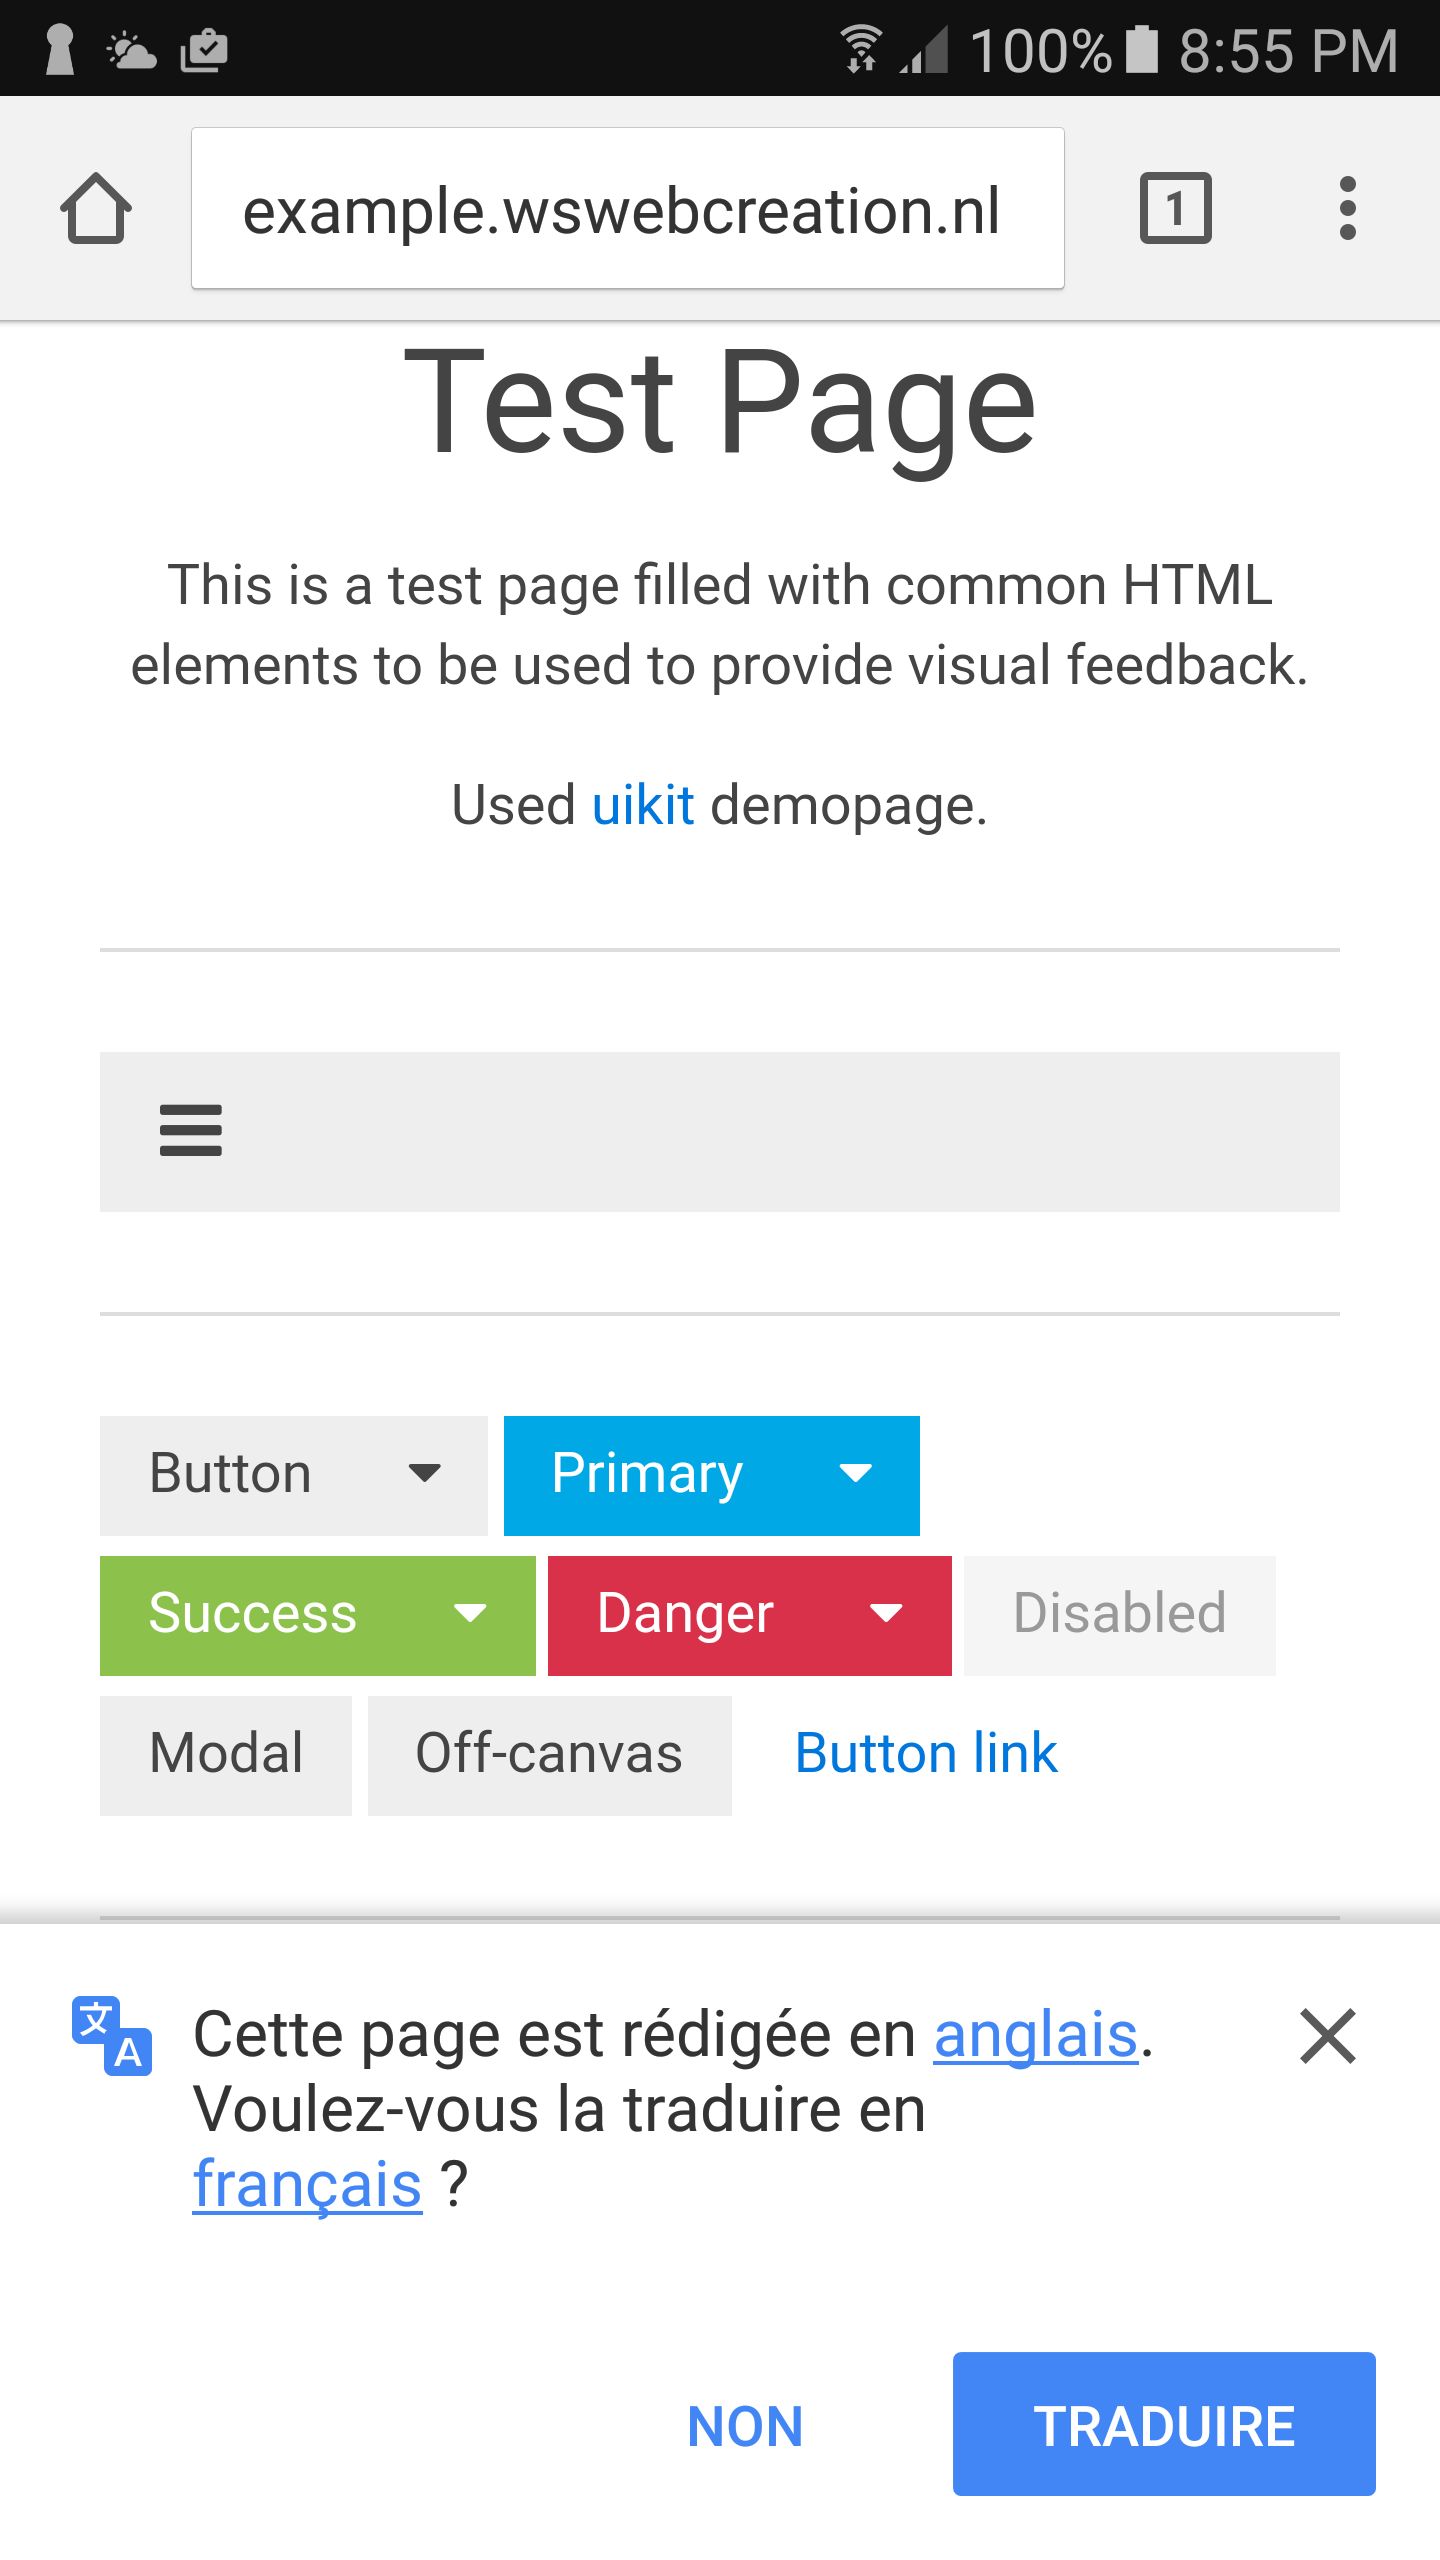 100% 8:55 PM
example.wswebcreation.nl 1
Test Page
This is a test page filled with common HTML
elements to be used to provide visual feedback.
Used uikit demopage.
Button Primary
Success Danger Disabled
Modal Off-canvas Button link
文A Cette page est rédigée en anglais.
Voulez-vous la traduire en
français ?
NON TRADUIRE